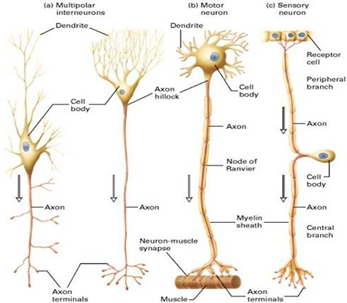 (a) Multipolar
interneurons
(b) Motor
neuron
(c) Sensory
neuron
Dendrite
Dendrite
Receptor
cell
Peripheral
branch
Cell
body
Axon
hillock
Cell
body
Axon
Axon
Node of
Ranvier
Cell
body
Axon
Axon
Axon
Myelin
sheath
Central
branch
Neuron-muscle
synapse
Axon
terminals
Muscle
Axon
terminals